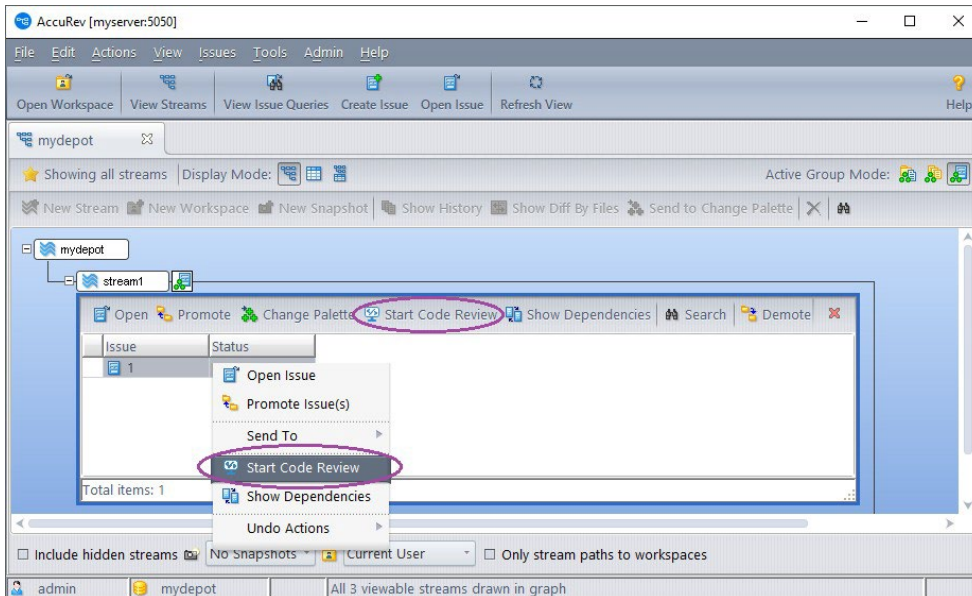 AccuRev [myserver:5050]
File Edit Actions View Issues Tools Admin Help
Open Workspace View Streams View Issue Queries Create Issue Open Issue Refresh View Help
mydepot
Showing all streams Display Mode: Active Group Mode:
New Stream New Workspace New Snapshot Show History Show Diff By Files Send to Change Palette
mydepot
stream1
Open Promote Change Palette Start Code Review Show Dependencies Search Demote
Issue Status
1
Open Issue
Promote Issue(s)
Send To
Start Code Review
Show Dependencies
Undo Actions
Total items: 1
Include hidden streams No Snapshots Current User Only stream paths to workspaces
admin mydepot All 3 viewable streams drawn in graph